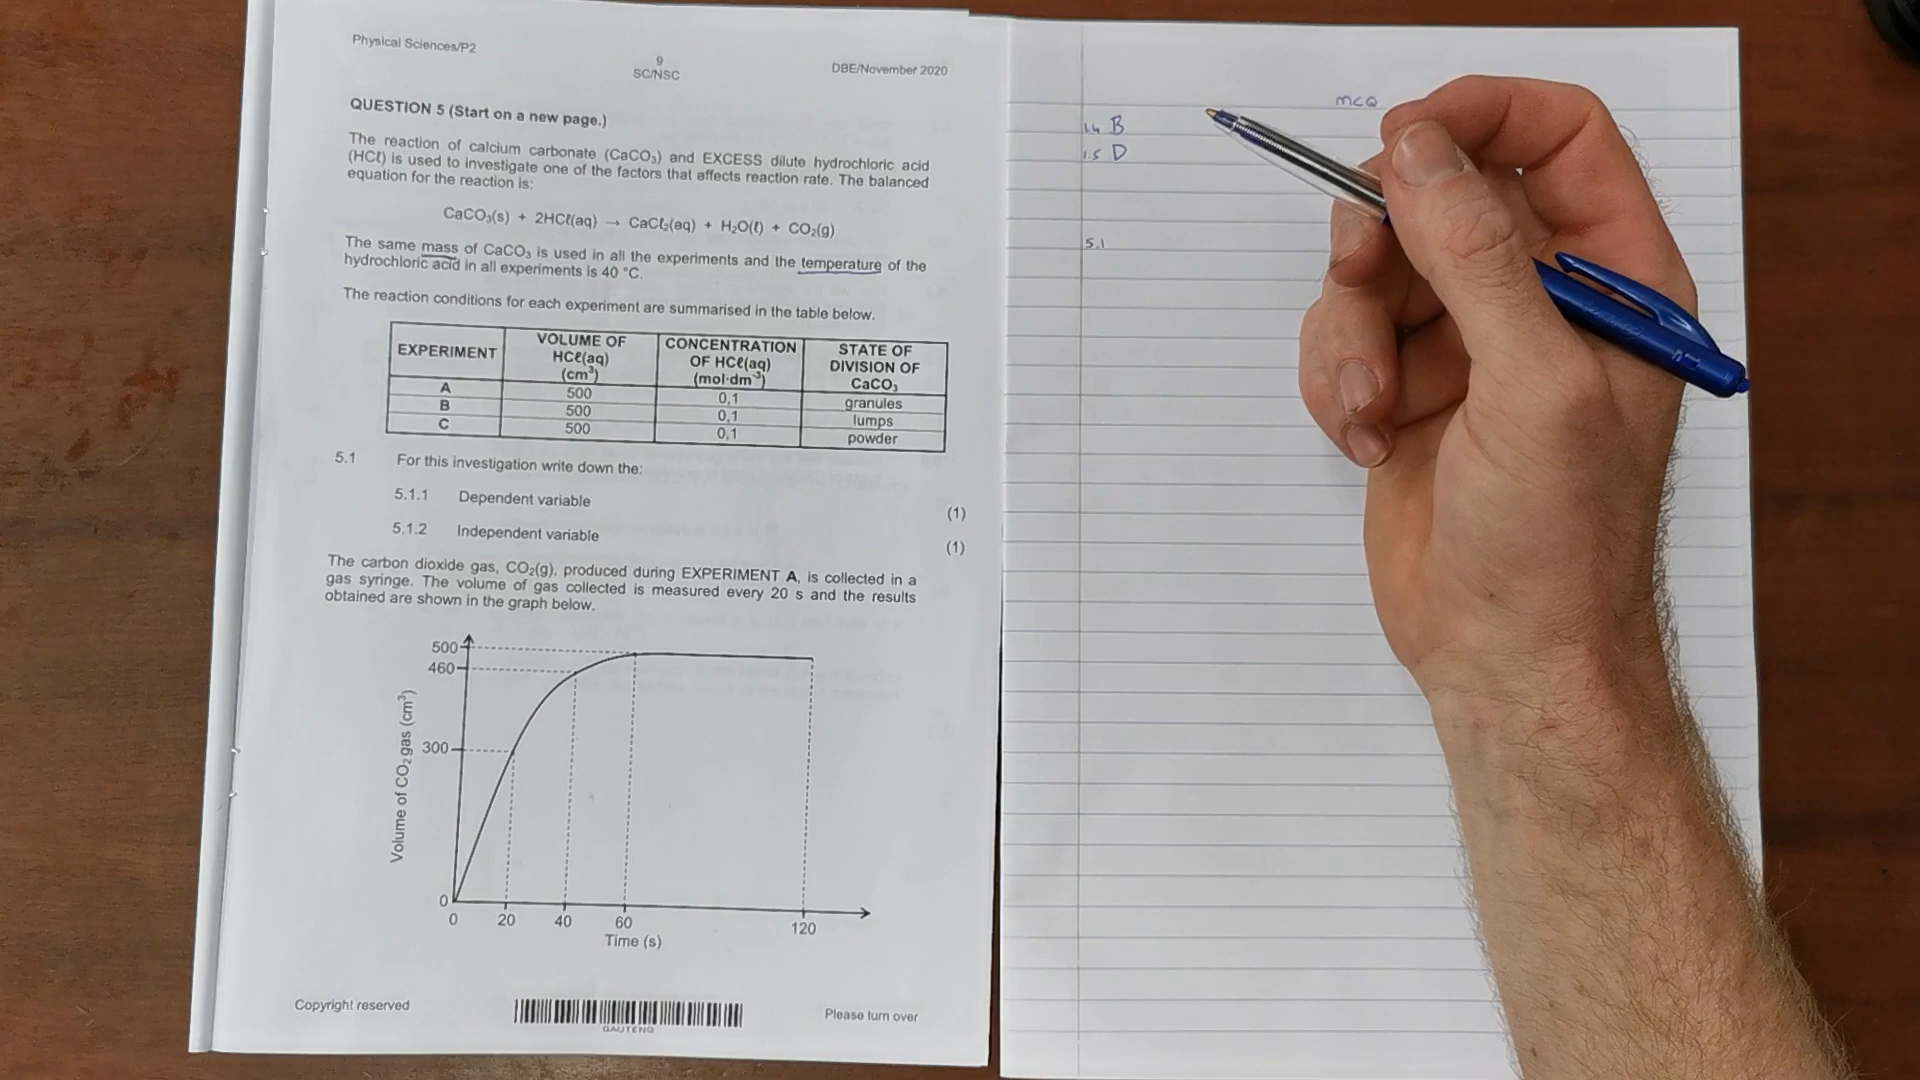 Physical Sciences/P2
9
SC/NSC
DBE/November 2020
QUESTION 5 (Start on a new page.)
The reaction of calcium carbonate (CaCO₃) and EXCESS dilute hydrochloric acid
(HCℓ) is used to investigate one of the factors that affects reaction rate. The balanced
equation for the reaction is:
CaCO₃(s) + 2HCℓ(aq) → CaCℓ₂(aq) + H₂O(ℓ) + CO₂(g)
The same mass of CaCO₃ is used in all the experiments and the temperature of the
hydrochloric acid in all experiments is 40 °C.
The reaction conditions for each experiment are summarised in the table below.
EXPERIMENT
VOLUME OF
HCℓ(aq)
(cm³)
CONCENTRATION
OF HCℓ(aq)
(mol·dm⁻³)
STATE OF
DIVISION OF
CaCO₃
A 500 0,1 granules
B 500 0,1 lumps
C 500 0,1 powder
5.1 For this investigation write down the:
5.1.1 Dependent variable (1)
5.1.2 Independent variable (1)
The carbon dioxide gas, CO₂(g), produced during EXPERIMENT A, is collected in a
gas syringe. The volume of gas collected is measured every 20 s and the results
obtained are shown in the graph below.
Volume of CO₂ gas (cm³)
500
460
300
0
0 20 40 60 120
Time (s)
Copyright reserved
GAUTENG
Please turn over
MCQ
1.4 B
1.5 D
5.1